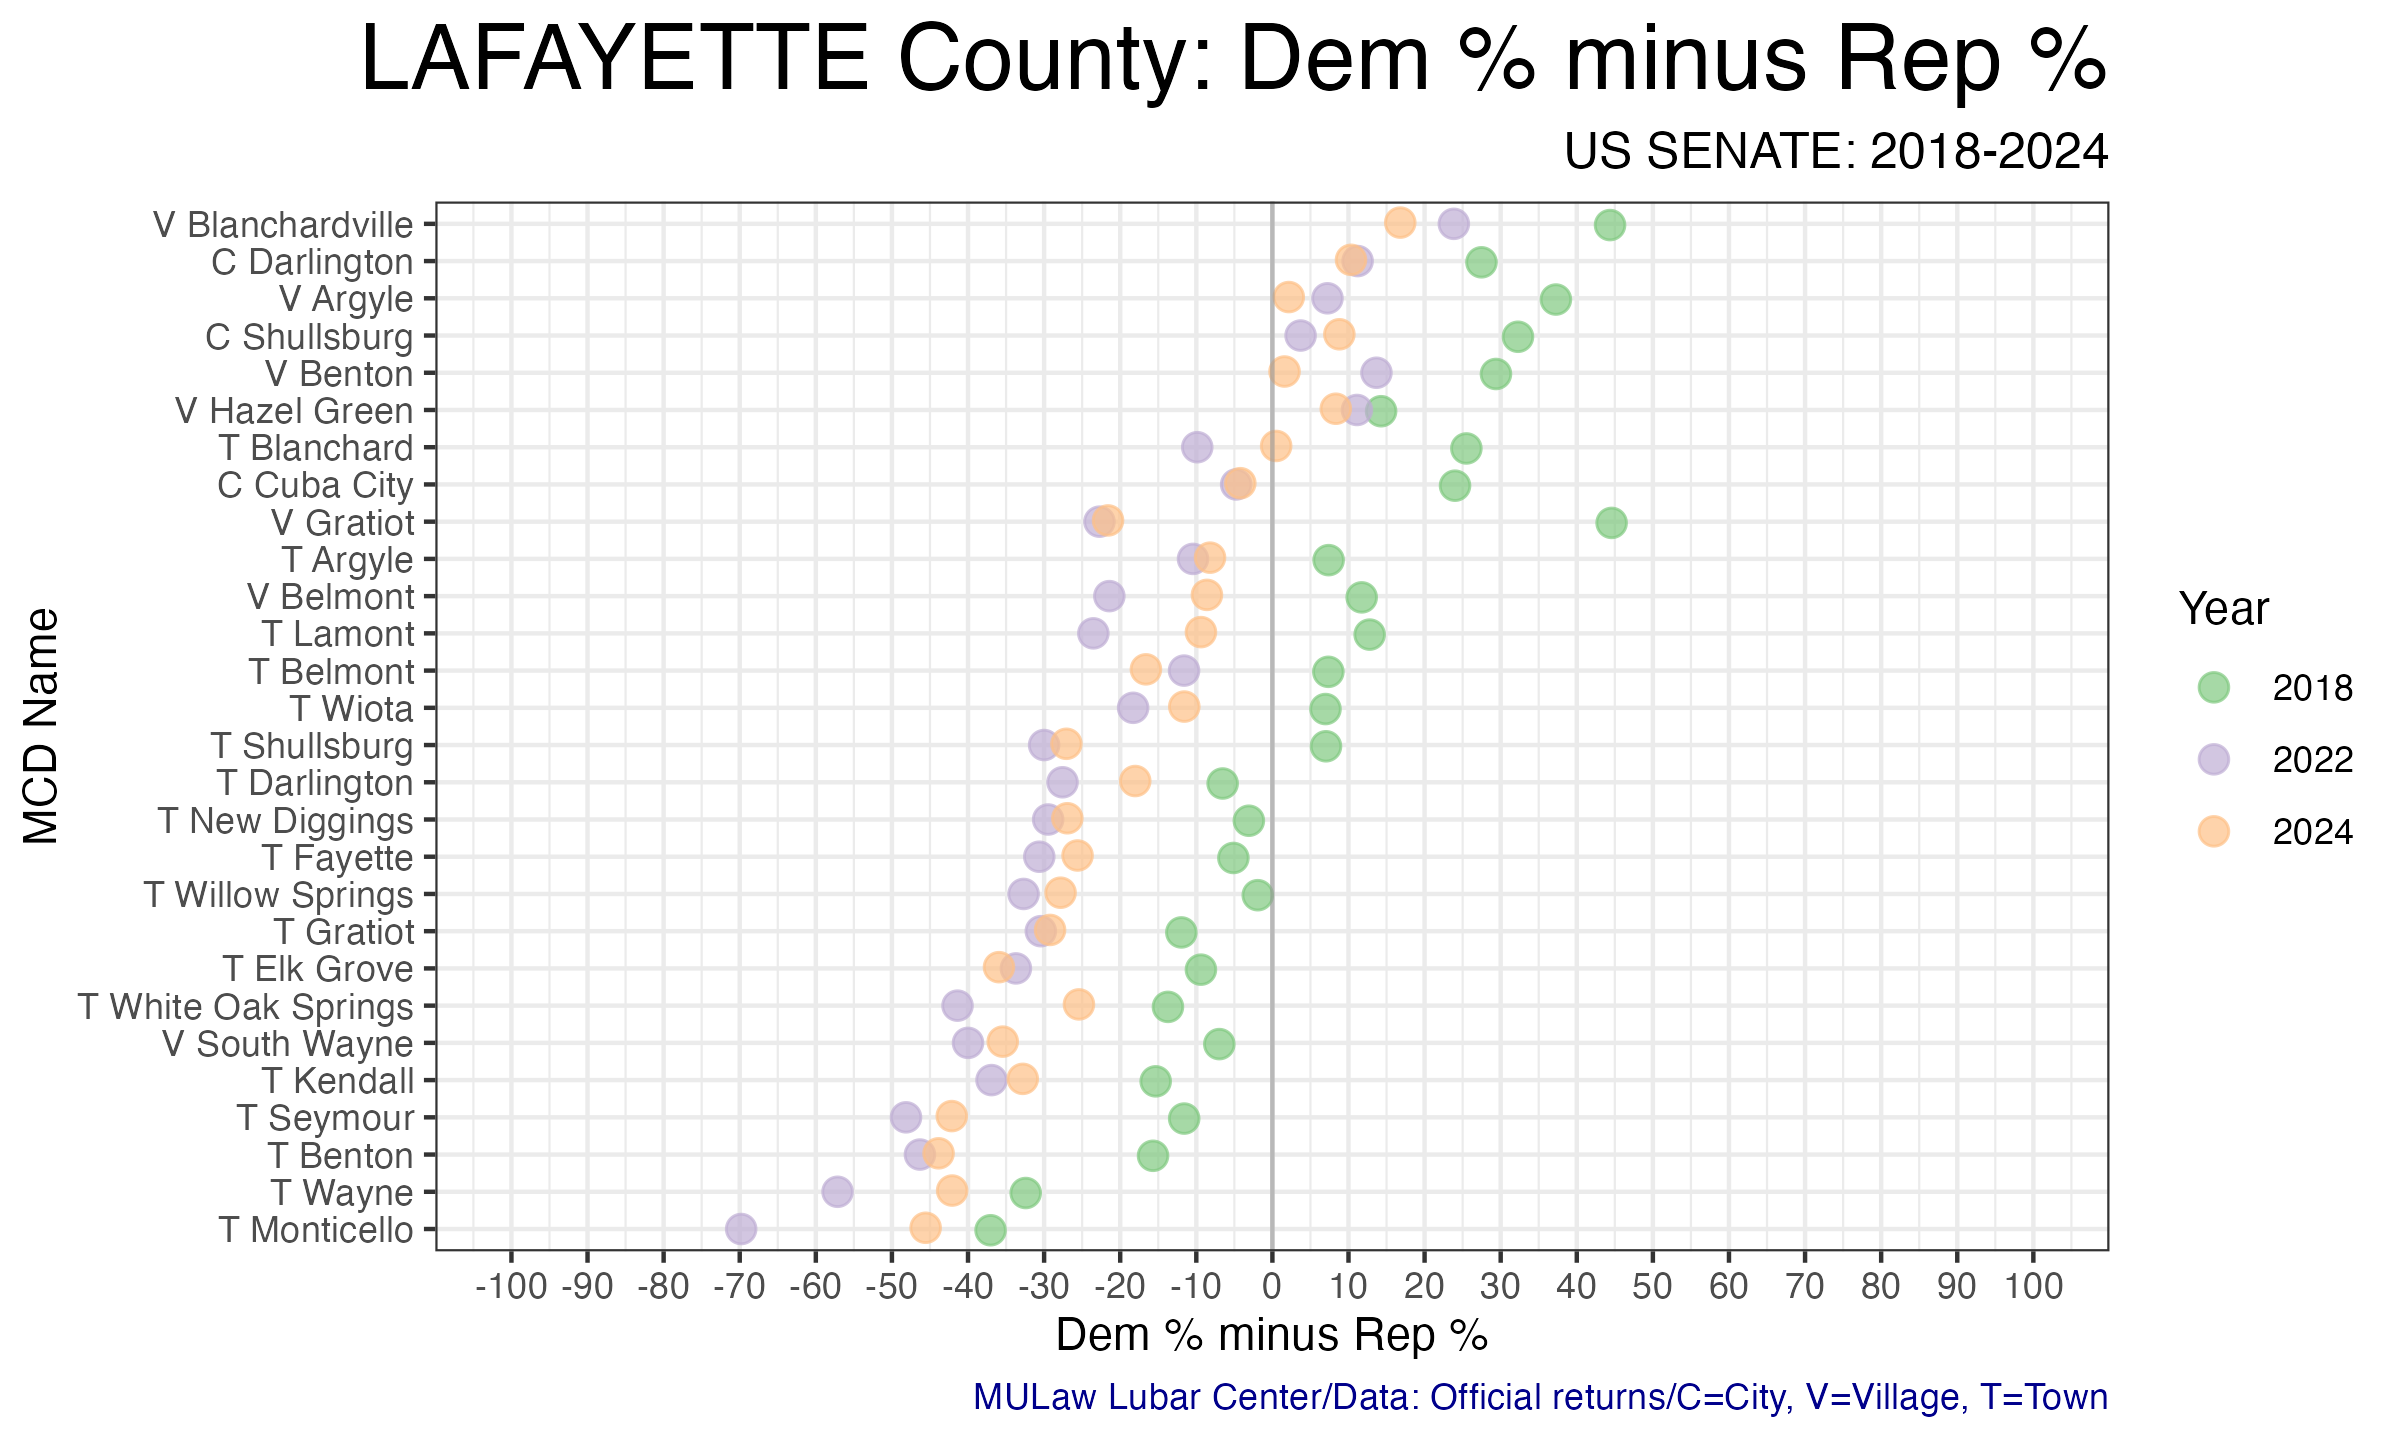 LAFAYETTE County: Dem % minus Rep %
US SENATE: 2018-2024
V Blanchardville
C Darlington
V Argyle
C Shullsburg
V Benton
V Hazel Green
T Blanchard
C Cuba City
V Gratiot
T Argyle
V Belmont
T Lamont
T Belmont
T Wiota
T Shullsburg
T Darlington
T New Diggings
T Fayette
T Willow Springs
T Gratiot
T Elk Grove
T White Oak Springs
V South Wayne
T Kendall
T Seymour
T Benton
T Wayne
T Monticello
MCD Name
-100 -90 -80 -70 -60 -50 -40 -30 -20 -10 0 10 20 30 40 50 60 70 80 90 100
Dem % minus Rep %
Year
2018
2022
2024
MULaw Lubar Center/Data: Official returns/C=City, V=Village, T=Town